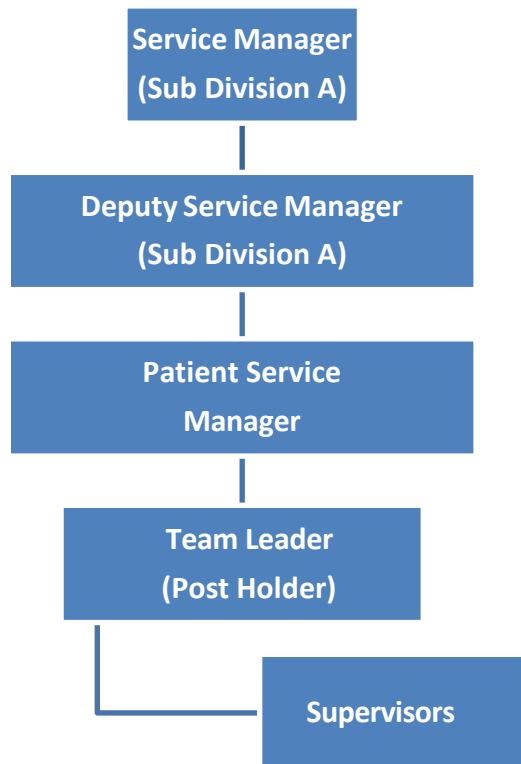 Service Manager
(Sub Division A)
Deputy Service Manager
(Sub Division A)
Patient Service
Manager
Team Leader
(Post Holder)
Supervisors